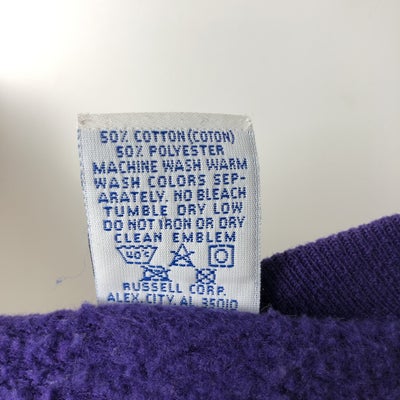 50% COTTON(COTON)
50% POLYESTER
MACHINE WASH WARM
WASH COLORS SEP-
ARATELY. NO BLEACH
TUMBLE DRY LOW
DO NOT IRON OR DRY
CLEAN EMBLEM
40°C
RUSSELL CORP.
ALEX. CITY, AL 35010